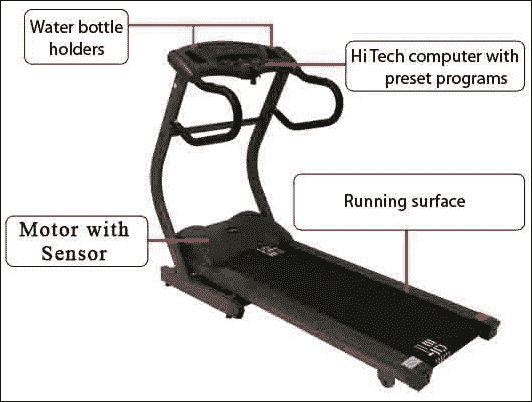 Water bottle
holders
Hi Tech computer with
preset programs
Running surface
Motor with
Sensor